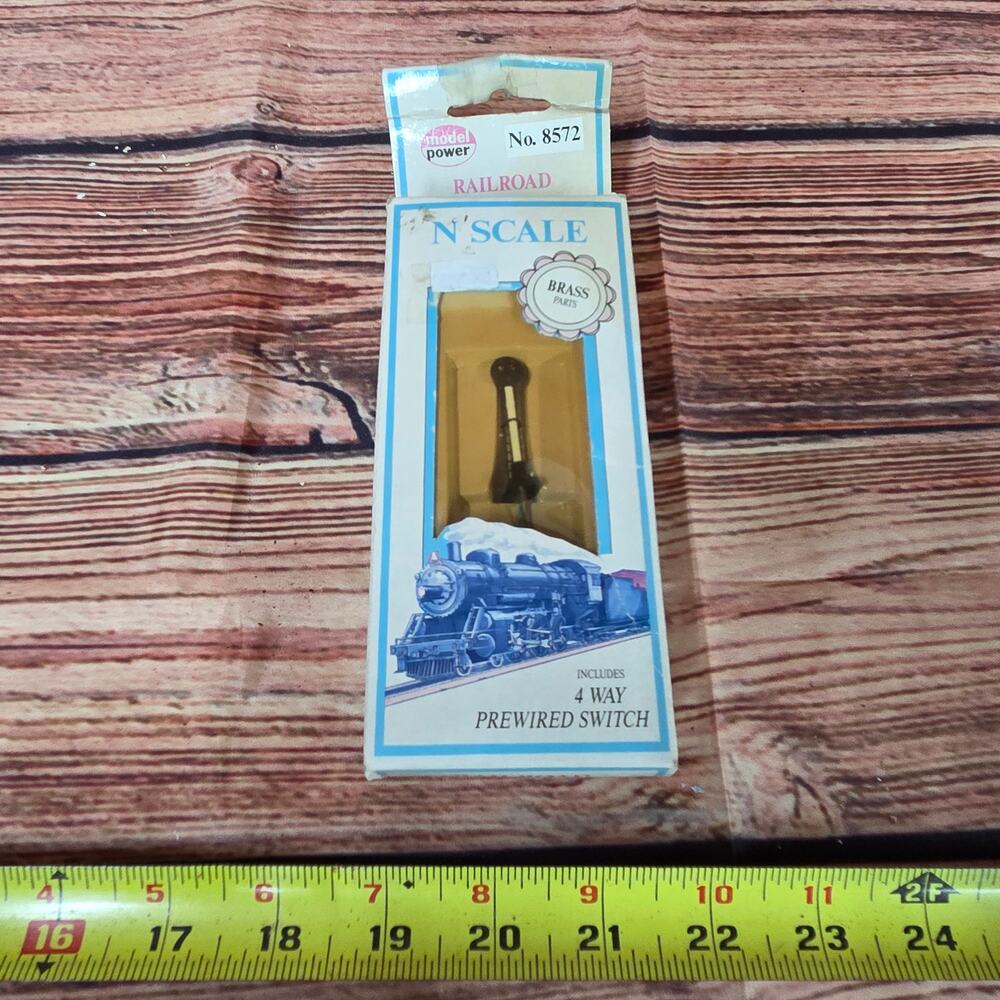 model
power
No. 8572
RAILROAD
N SCALE
BRASS
PARTS
INCLUDES
4 WAY
PREWIRED SWITCH
4 5 6 7 8 9 10 11 2F
16 17 18 19 20 21 22 23 24